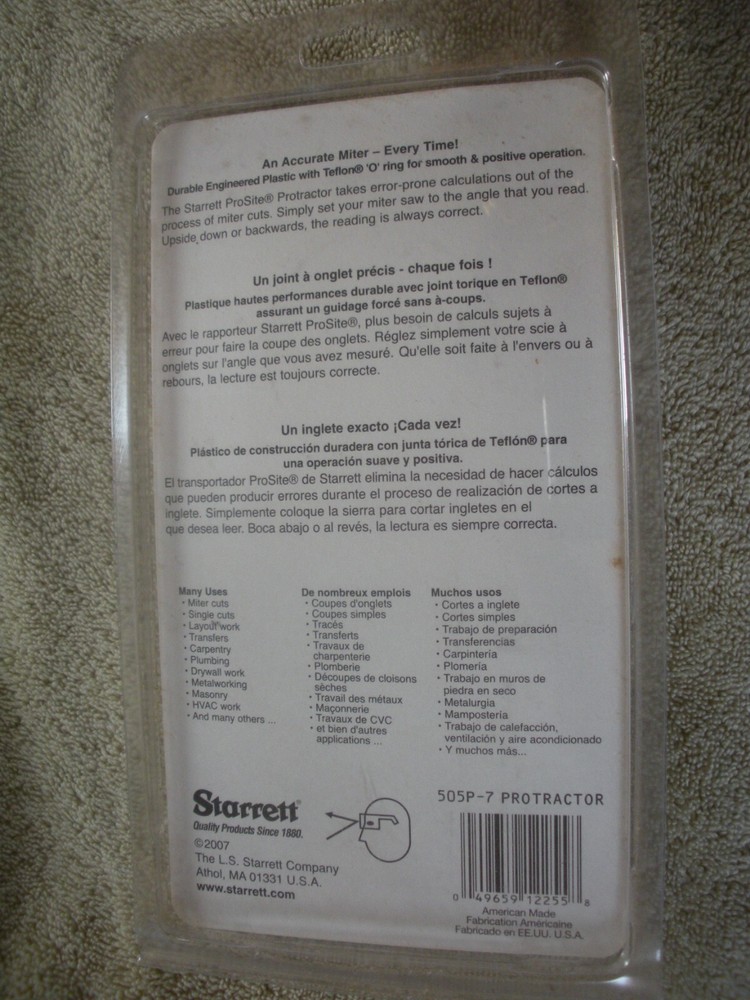 An Accurate Miter – Every Time!
Durable Engineered Plastic with Teflon® 'O' ring for smooth & positive operation.
The Starrett ProSite® Protractor takes error-prone calculations out of the
process of miter cuts. Simply set your miter saw to the angle that you read.
Upside down or backwards, the reading is always correct.
Un joint à onglet précis - chaque fois !
Plastique hautes performances durable avec joint torique en Teflon®
assurant un guidage forcé sans à-coups.
Avec le rapporteur Starrett ProSite®, plus besoin de calculs sujets à
erreur pour faire la coupe des onglets. Réglez simplement votre scie à
onglets sur l'angle que vous avez mesuré. Qu'elle soit faite à l'envers ou à
rebours, la lecture est toujours correcte.
Un inglete exacto ¡Cada vez!
Plástico de construcción duradera con junta tórica de Teflón® para
una operación suave y positiva.
El transportador ProSite® de Starrett elimina la necesidad de hacer cálculos
que pueden producir errores durante el proceso de realización de cortes a
inglete. Simplemente coloque la sierra para cortar ingletes en el
que desea leer. Boca abajo o al revés, la lectura es siempre correcta.
Many Uses
• Miter cuts
• Single cuts
• Layout work
• Transfers
• Carpentry
• Plumbing
• Drywall work
• Metalworking
• Masonry
• HVAC work
• And many others ...
De nombreux emplois
• Coupes d'onglets
• Coupes simples
• Tracés
• Transferts
• Travaux de
charpenterie
• Plomberie
• Découpes de cloisons
sèches
• Travail des métaux
• Maçonnerie
• Travaux de CVC
• et bien d'autres
applications ...
Muchos usos
• Cortes a inglete
• Cortes simples
• Trabajo de preparación
• Transferencias
• Carpintería
• Plomería
• Trabajo en muros de
piedra en seco
• Metalurgia
• Mampostería
• Trabajo de calefacción,
ventilación y aire acondicionado
• Y muchos más...
Starrett®
Quality Products Since 1880.
©2007
The L.S. Starrett Company
Athol, MA 01331 U.S.A.
www.starrett.com
505P-7 PROTRACTOR
0 49659 12255 8
American Made
Fabrication Américaine
Fabricado en EE.UU. U.S.A.